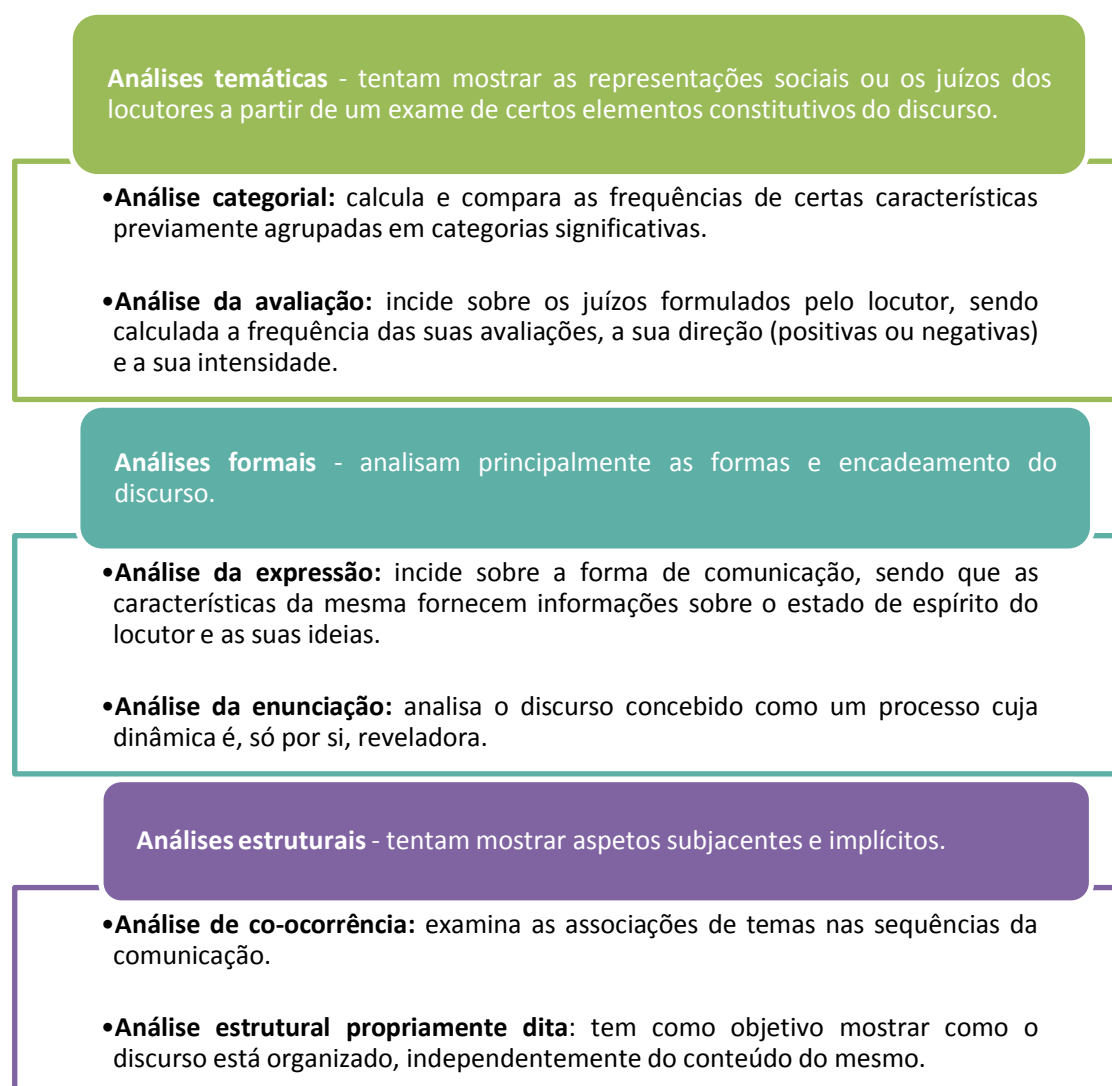 Análises temáticas - tentam mostrar as representações sociais ou os juízos dos
locutores a partir de um exame de certos elementos constitutivos do discurso.
•Análise categorial: calcula e compara as frequências de certas características
previamente agrupadas em categorias significativas.
•Análise da avaliação: incide sobre os juízos formulados pelo locutor, sendo
calculada a frequência das suas avaliações, a sua direção (positivas ou negativas)
e a sua intensidade.
Análises formais - analisam principalmente as formas e encadeamento do
discurso.
•Análise da expressão: incide sobre a forma de comunicação, sendo que as
características da mesma fornecem informações sobre o estado de espírito do
locutor e as suas ideias.
•Análise da enunciação: analisa o discurso concebido como um processo cuja
dinâmica é, só por si, reveladora.
Análises estruturais - tentam mostrar aspetos subjacentes e implícitos.
•Análise de co-ocorrência: examina as associações de temas nas sequências da
comunicação.
•Análise estrutural propriamente dita: tem como objetivo mostrar como o
discurso está organizado, independentemente do conteúdo do mesmo.